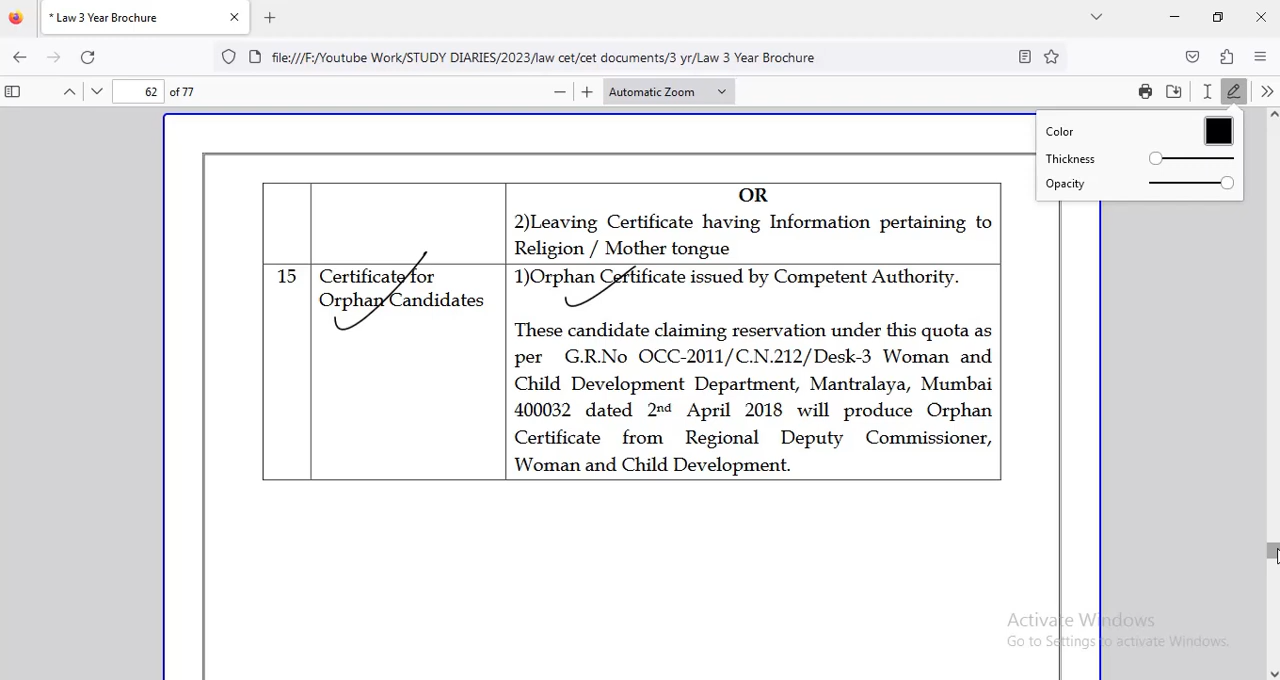 * Law 3 Year Brochure
file:///F:/Youtube Work/STUDY DIARIES/2023/law cet/cet documents/3 yr/Law 3 Year Brochure
62 of 77
Automatic Zoom
Color
Thickness
Opacity
OR
2)Leaving Certificate having Information pertaining to
Religion / Mother tongue
15 Certificate for
Orphan Candidates
1)Orphan Certificate issued by Competent Authority.
These candidate claiming reservation under this quota as
per G.R.No OCC-2011/C.N.212/Desk-3 Woman and
Child Development Department, Mantralaya, Mumbai
400032 dated 2nd April 2018 will produce Orphan
Certificate from Regional Deputy Commissioner,
Woman and Child Development.
Activate Windows
Go to Settings to activate Windows.